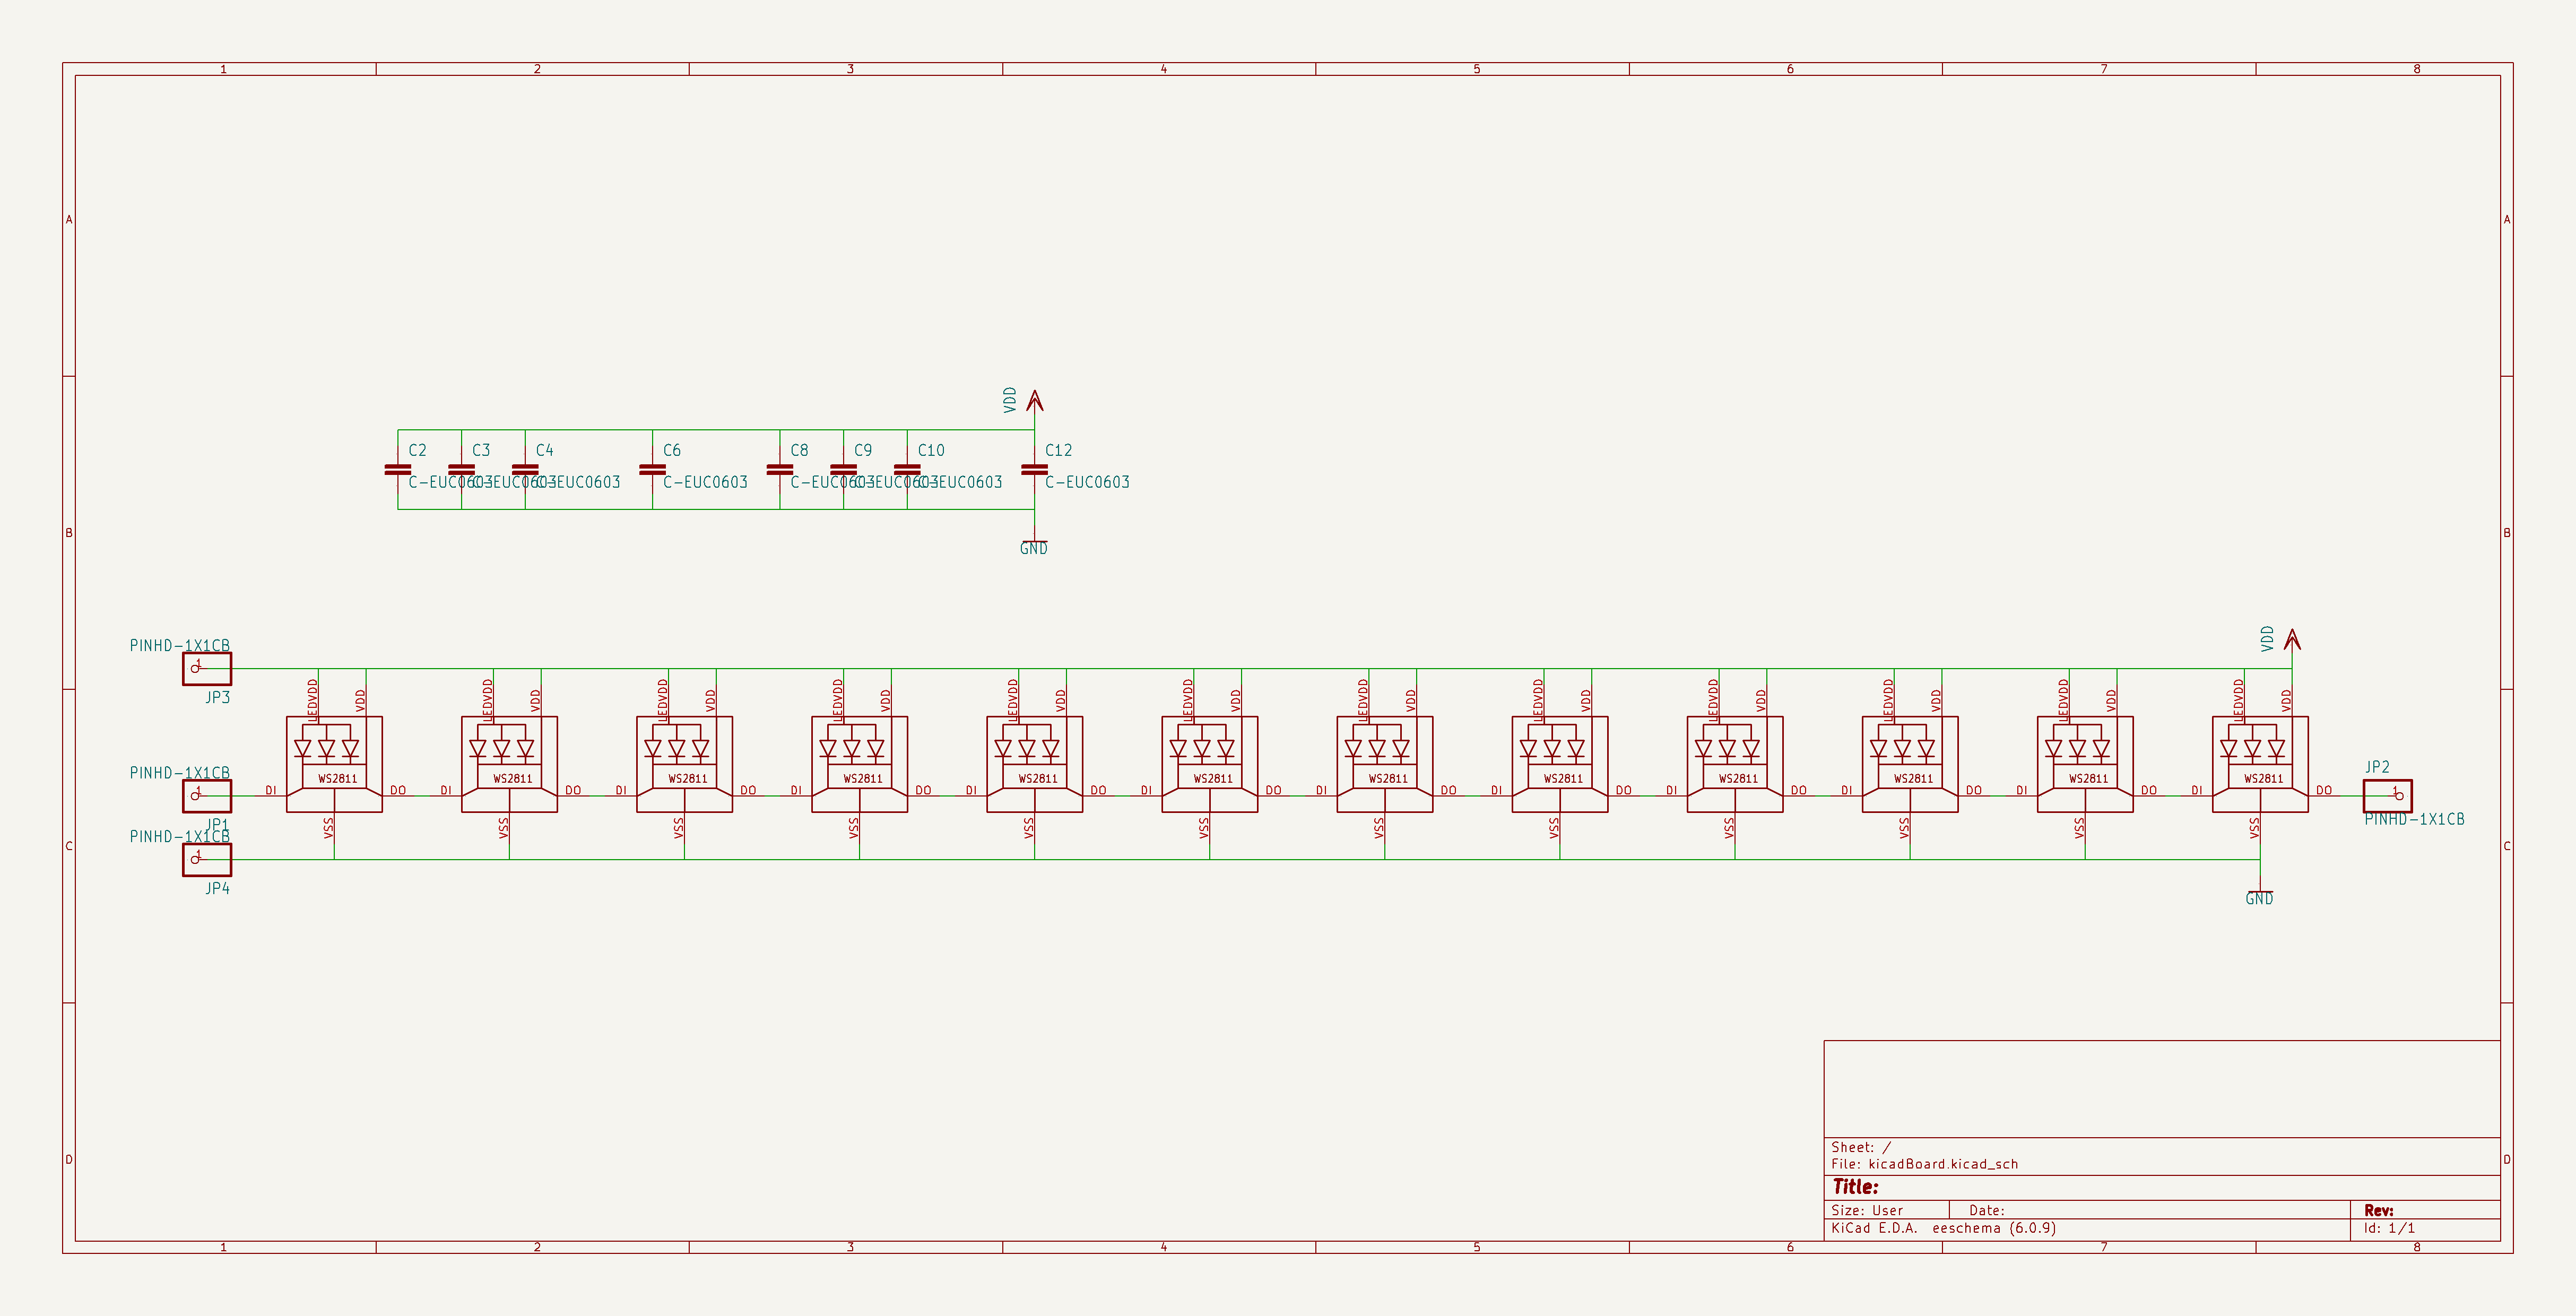 1 2 3 4 5 6 7 8
A A
VDD
C2 C3 C4 C6 C8 C9 C10 C12
C-EUC0603 C-EUC0603 C-EUC0603 C-EUC0603 C-EUC0603 C-EUC0603 C-EUC0603 C-EUC0603
B B
GND
VDD
PINHD-1X1CB
1
JP3
LEDVDD VDD LEDVDD VDD LEDVDD VDD LEDVDD VDD LEDVDD VDD LEDVDD VDD LEDVDD VDD LEDVDD VDD LEDVDD VDD LEDVDD VDD LEDVDD VDD LEDVDD VDD
JP2
PINHD-1X1CB
WS2811 WS2811 WS2811 WS2811 WS2811 WS2811 WS2811 WS2811 WS2811 WS2811 WS2811 WS2811
1 DI DO DI DO DI DO DI DO DI DO DI DO DI DO DI DO DI DO DI DO DI DO DI DO 1
PINHD-1X1CB
JP1
VSS VSS VSS VSS VSS VSS VSS VSS VSS VSS VSS VSS
PINHD-1X1CB
C C
1
JP4
GND
Sheet: /
File: kicadBoard.kicad_sch
Title:
D D
Size: User Date: Rev:
KiCad E.D.A. eeschema (6.0.9) Id: 1/1
1 2 3 4 5 6 7 8